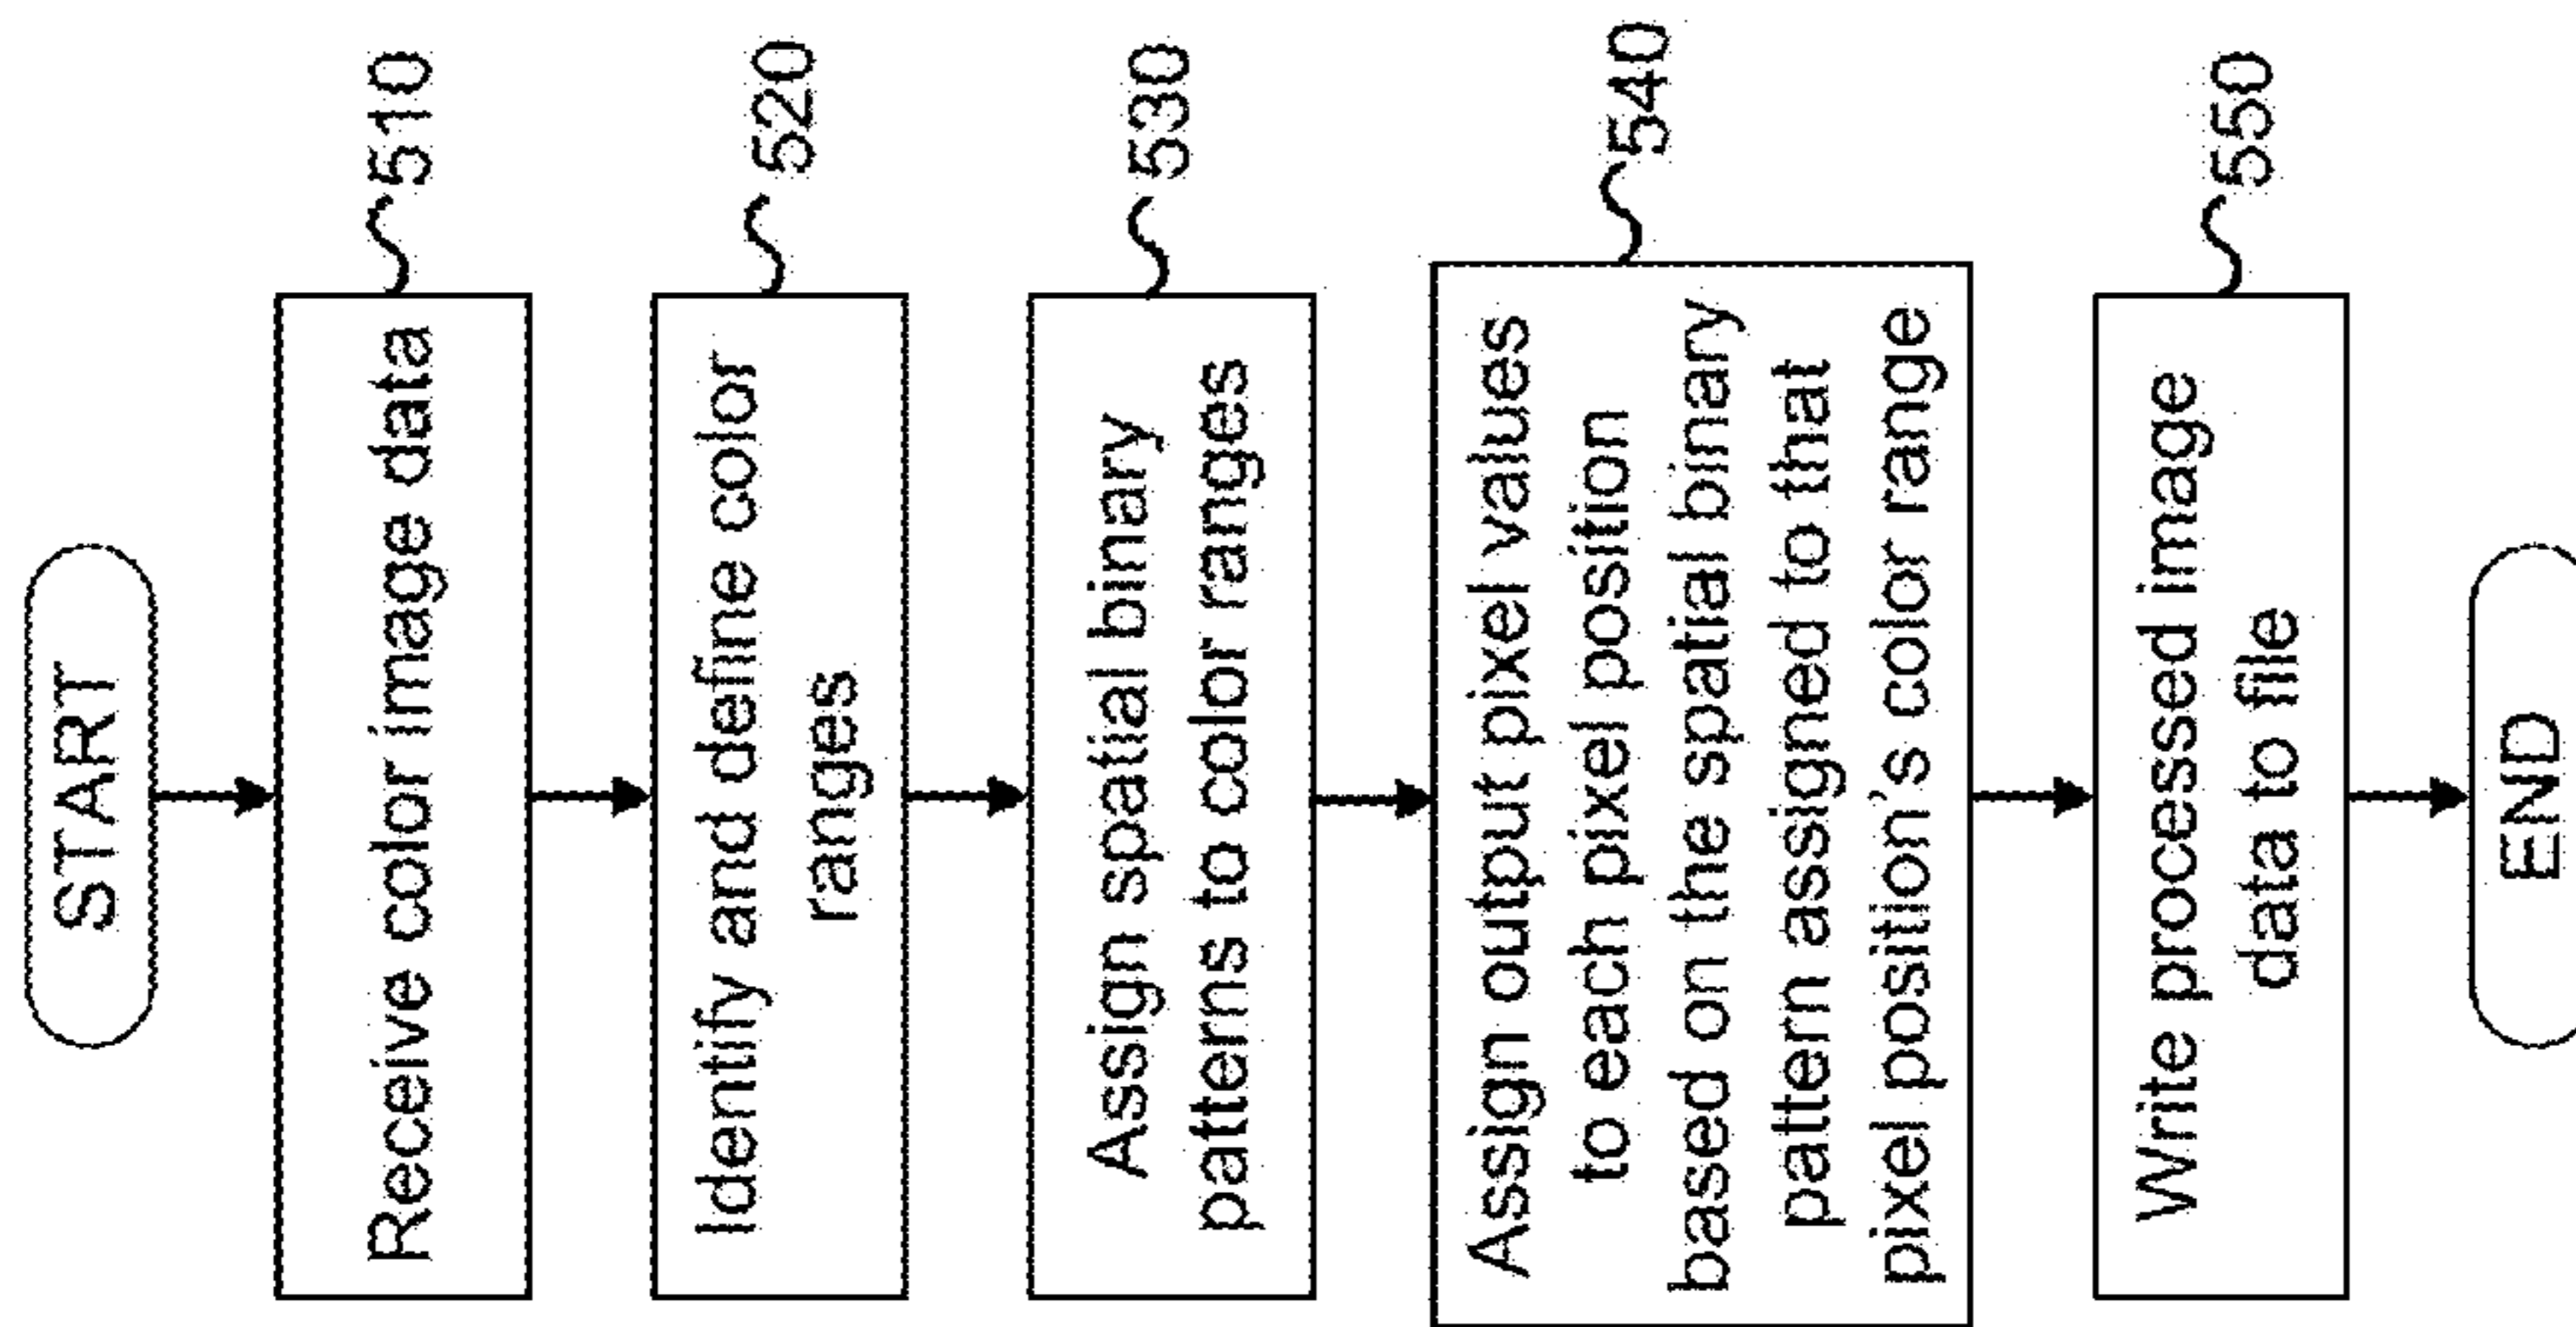 START
Receive color image data
510
Identify and define color
ranges
520
Assign spatial binary
patterns to color ranges
530
Assign output pixel values
to each pixel position
based on the spatial binary
pattern assigned to that
pixel position's color range
540
Write processed image
data to file
550
END